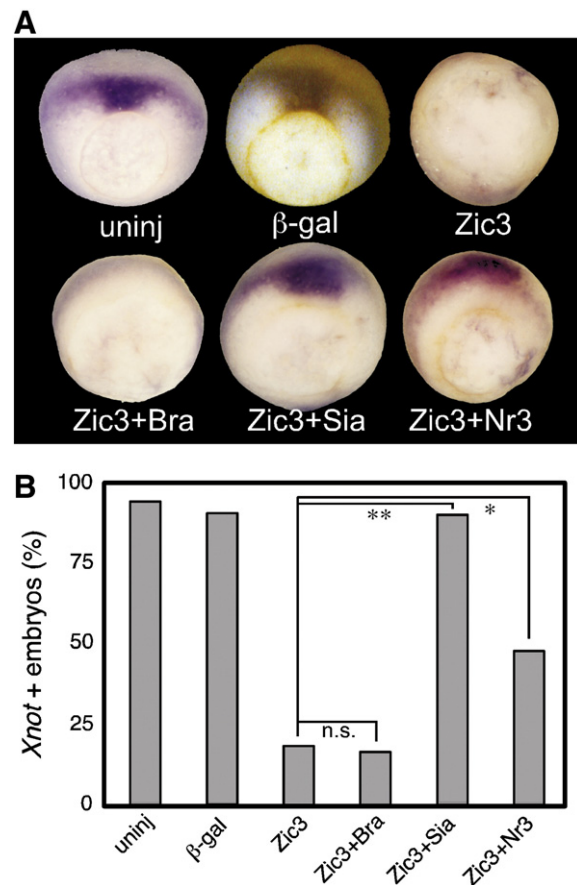 A
uninj β-gal Zic3
Zic3+Bra Zic3+Sia Zic3+Nr3
B
Xnot + embryos (%)
100
75
50
25
0
** *
n.s.
uninj β-gal Zic3 Zic3+Bra Zic3+Sia Zic3+Nr3